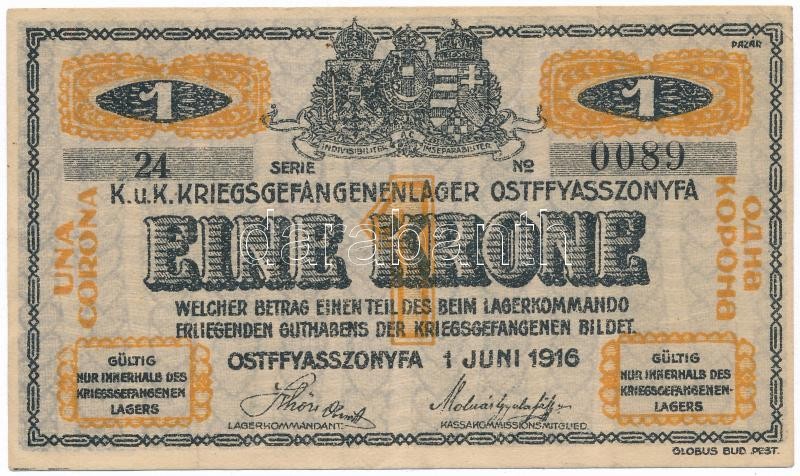 PAZÁR
1 1
INDIVISIBILITER AC INSEPARABILITER
24 SERIE No 0089
K.u.K. KRIEGSGEFANGENENLAGER OSTFFYASSZONYFA
UNA CORONA
EINE KRONE
1
ОДНА КОРОНА
darabanth
WELCHER BETRAG EINEN TEIL DES BEIM LAGERKOMMANDO
ERLIEGENDEN GUTHABENS DER KRIEGSGEFANGENEN BILDET.
OSTFFYASSZONYFA 1 JUNI 1916
GÜLTIG
NUR INNERHALB DES
KRIEGSGEFANGENEN
LAGERS
GÜLTIG
NUR INNERHALB DES
KRIEGSGEFANGENEN-
LAGERS
LAGERKOMMANDANT. KASSAKOMMISSIONSMITGLIED.
GLOBUS BUD.PEST.